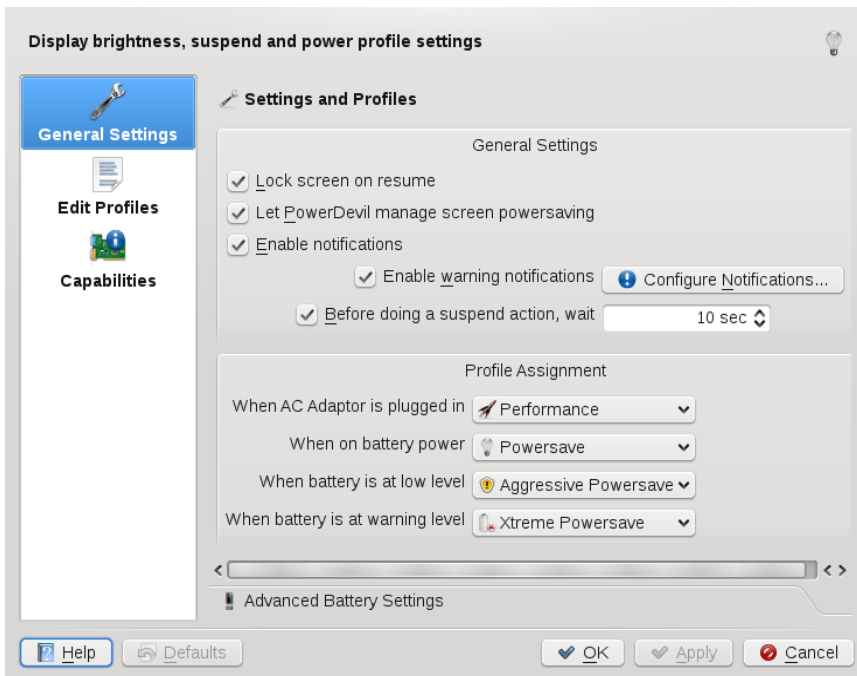 Display brightness, suspend and power profile settings
General Settings
Edit Profiles
Capabilities
Settings and Profiles
General Settings
Lock screen on resume
Let PowerDevil manage screen powersaving
Enable notifications
Enable warning notifications
Configure Notifications...
Before doing a suspend action, wait
10 sec
Profile Assignment
When AC Adaptor is plugged in
Performance
When on battery power
Powersave
When battery is at low level
Aggressive Powersave
When battery is at warning level
Xtreme Powersave
Advanced Battery Settings
Help
Defaults
OK
Apply
Cancel